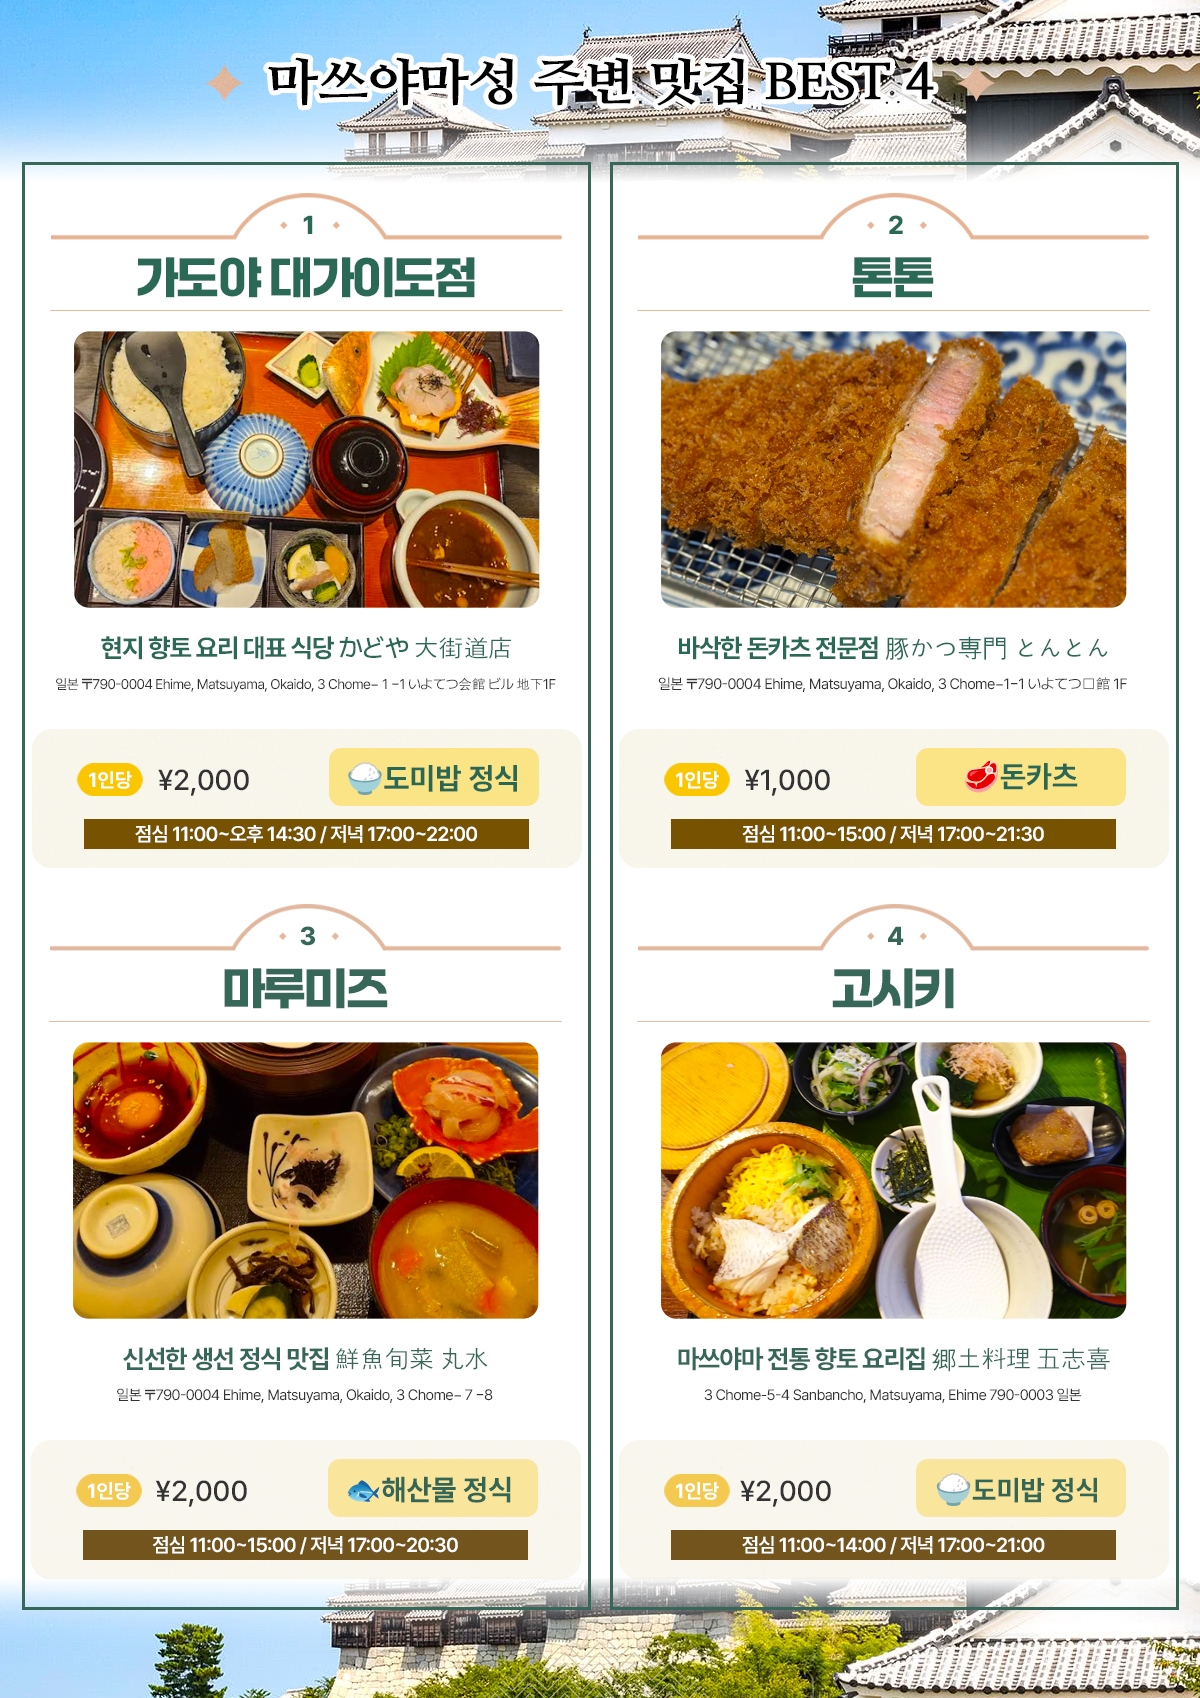 마쓰야마성 주변 맛집 BEST 4
1
가도야 대가이도점
현지 향토 요리 대표 식당 かどや 大街道店
일본 〒790-0004 Ehime, Matsuyama, Okaido, 3 Chome− 1 −1 いよてつ会館 ビル 地下1F
1인당 ¥2,000
도미밥 정식
점심 11:00~오후 14:30 / 저녁 17:00~22:00
2
톤톤
바삭한 돈카츠 전문점 豚かつ専門 とんとん
일본 〒790-0004 Ehime, Matsuyama, Okaido, 3 Chome−1−1 いよてつ□館 1F
1인당 ¥1,000
돈카츠
점심 11:00~15:00 / 저녁 17:00~21:30
3
마루미즈
신선한 생선 정식 맛집 鮮魚旬菜 丸水
일본 〒790-0004 Ehime, Matsuyama, Okaido, 3 Chome− 7 −8
1인당 ¥2,000
해산물 정식
점심 11:00~15:00 / 저녁 17:00~20:30
4
고시키
마쓰야마 전통 향토 요리집 郷土料理 五志喜
3 Chome-5-4 Sanbancho, Matsuyama, Ehime 790-0003 일본
1인당 ¥2,000
도미밥 정식
점심 11:00~14:00 / 저녁 17:00~21:00